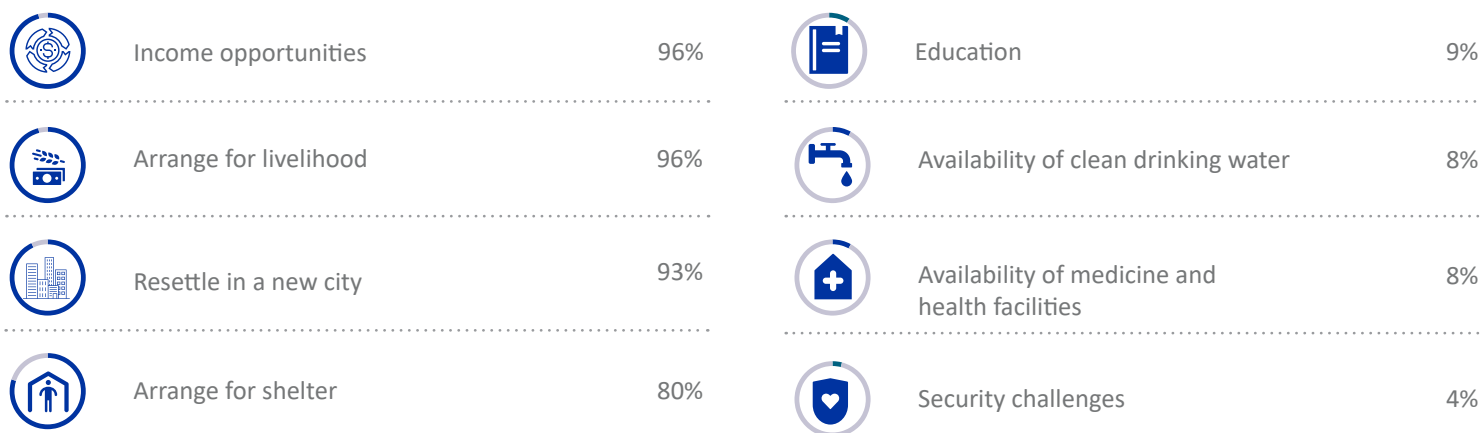 Income opportunities 96%
Arrange for livelihood 96%
Resettle in a new city 93%
Arrange for shelter 80%
Education 9%
Availability of clean drinking water 8%
Availability of medicine and 8%
health facilities
Security challenges 4%